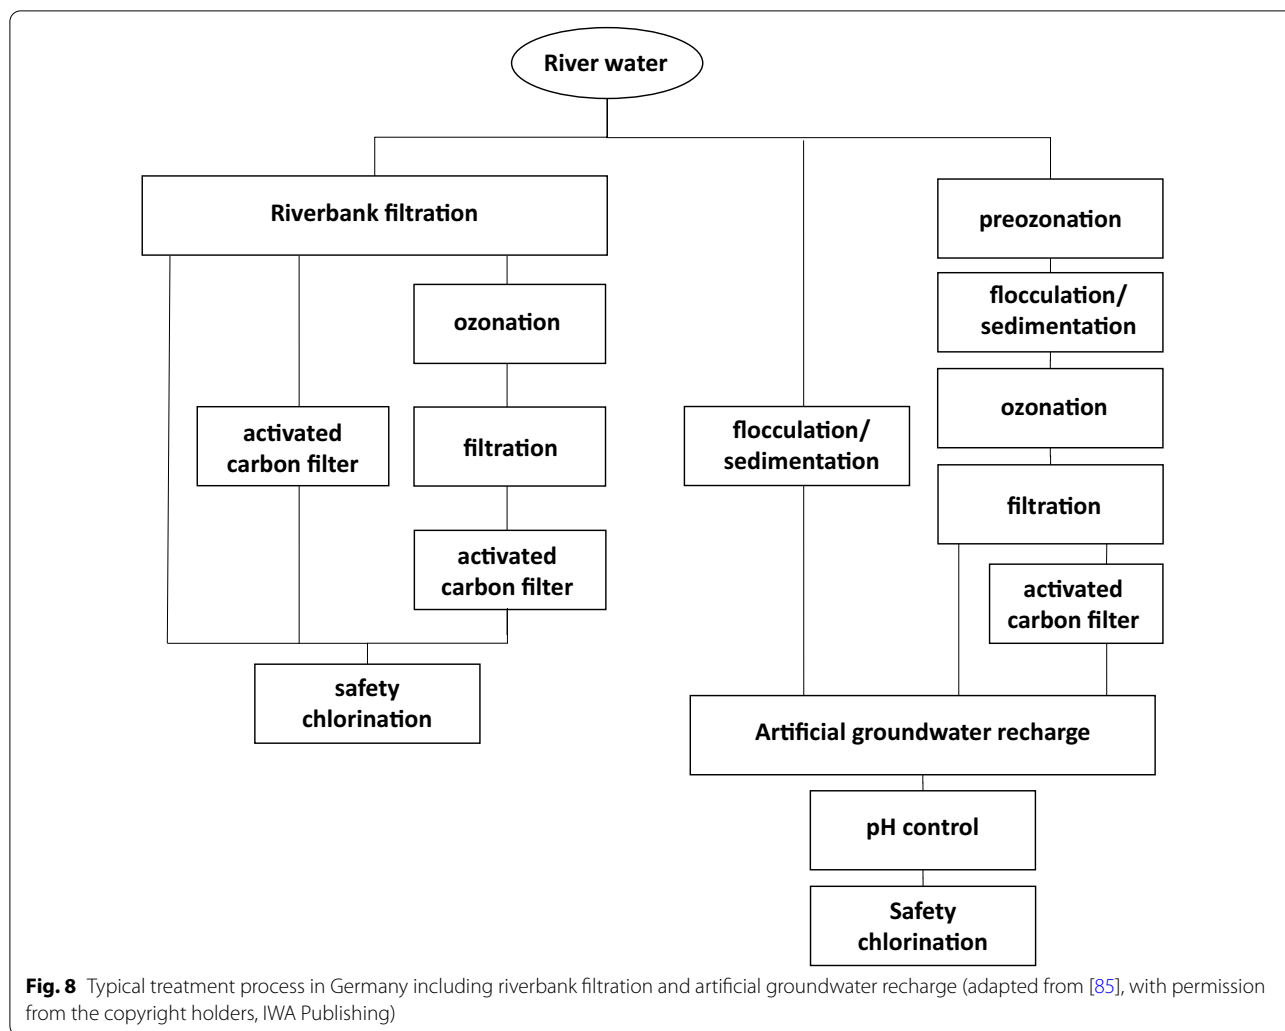 River water
Riverbank filtration
ozonation
activated
carbon filter
filtration
activated
carbon filter
safety
chlorination
flocculation/
sedimentation
preozonation
flocculation/
sedimentation
ozonation
filtration
activated
carbon filter
Artificial groundwater recharge
pH control
Safety
chlorination
Fig. 8 Typical treatment process in Germany including riverbank filtration and artificial groundwater recharge (adapted from [85], with permission
from the copyright holders, IWA Publishing)